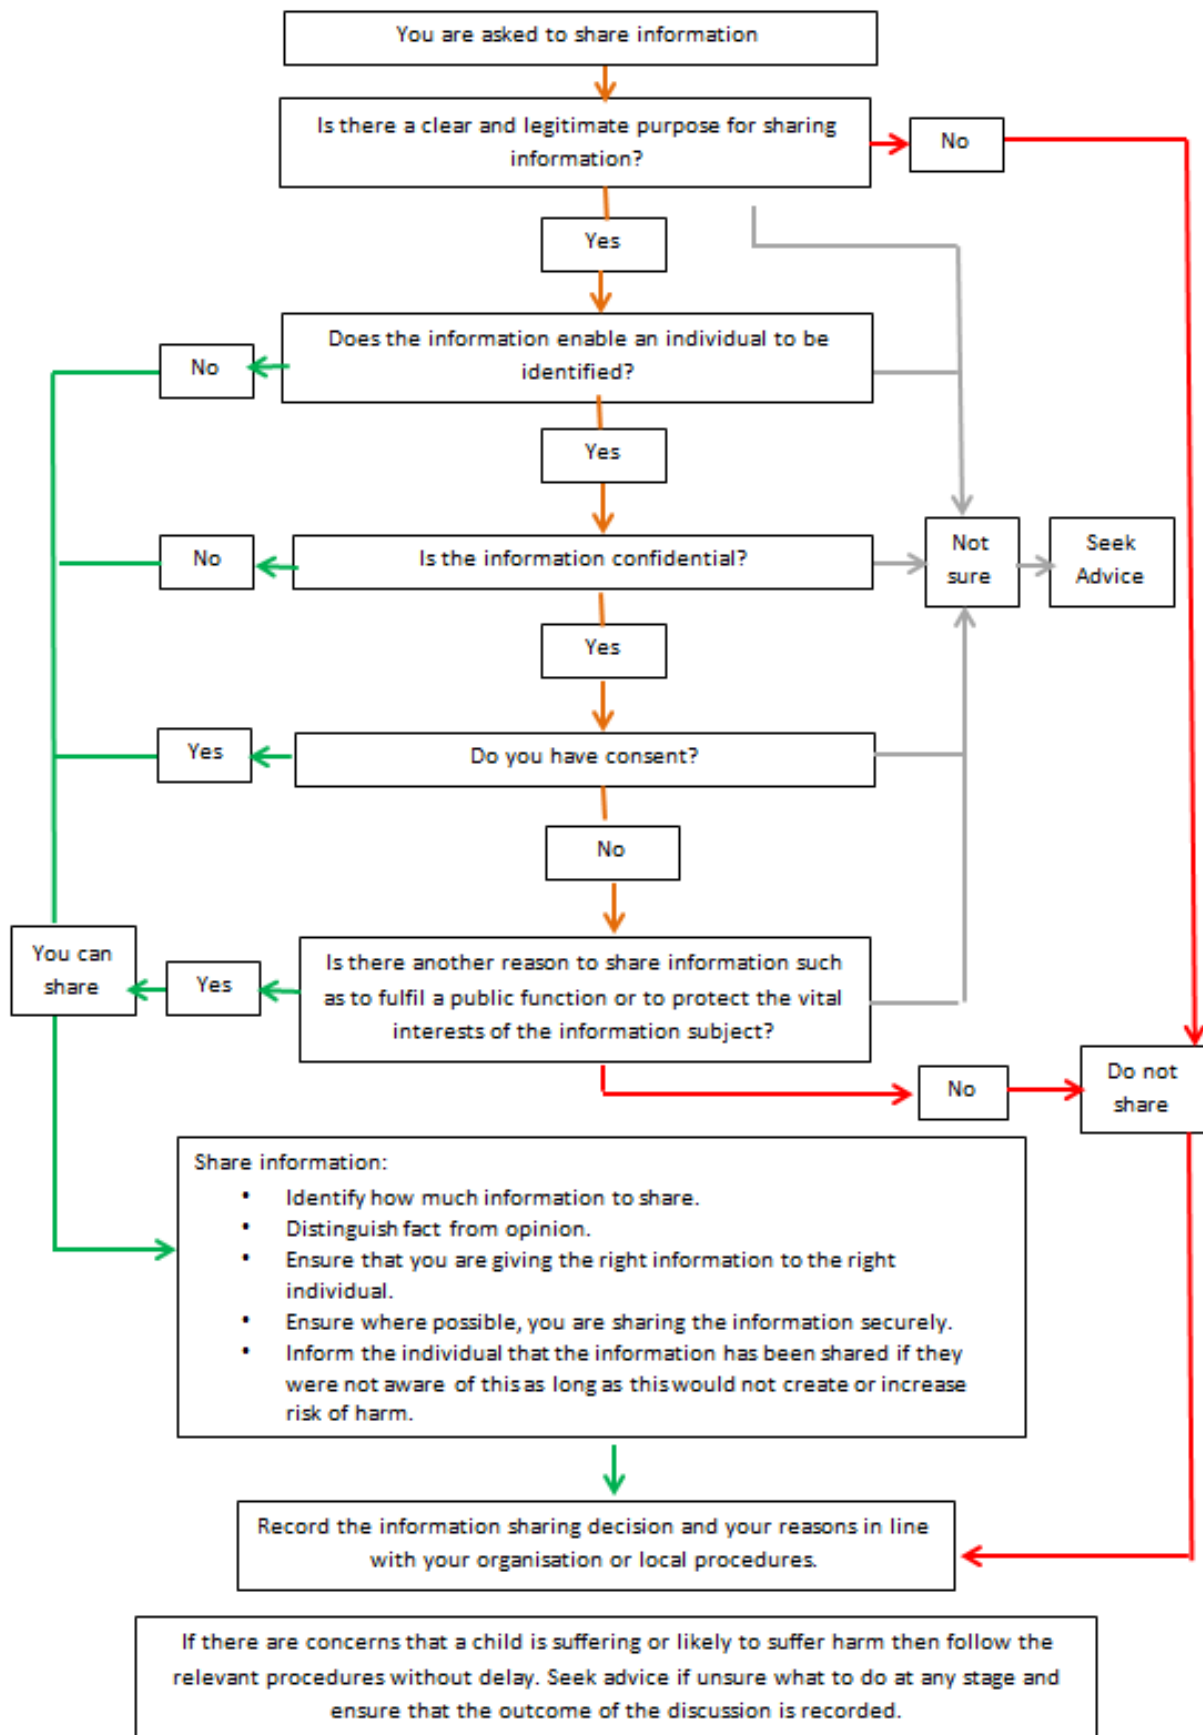 You are asked to share information
Is there a clear and legitimate purpose for sharing
information?
No
Yes
Does the information enable an individual to be
identified?
No
Yes
Is the information confidential?
No
Not
sure
Seek
Advice
Yes
Do you have consent?
Yes
No
Is there another reason to share information such
as to fulfil a public function or to protect the vital
interests of the information subject?
Yes
You can
share
No
Do not
share
Share information:
• Identify how much information to share.
• Distinguish fact from opinion.
• Ensure that you are giving the right information to the right
individual.
• Ensure where possible, you are sharing the information securely.
• Inform the individual that the information has been shared if they
were not aware of this as long as this would not create or increase
risk of harm.
Record the information sharing decision and your reasons in line
with your organisation or local procedures.
If there are concerns that a child is suffering or likely to suffer harm then follow the
relevant procedures without delay. Seek advice if unsure what to do at any stage and
ensure that the outcome of the discussion is recorded.